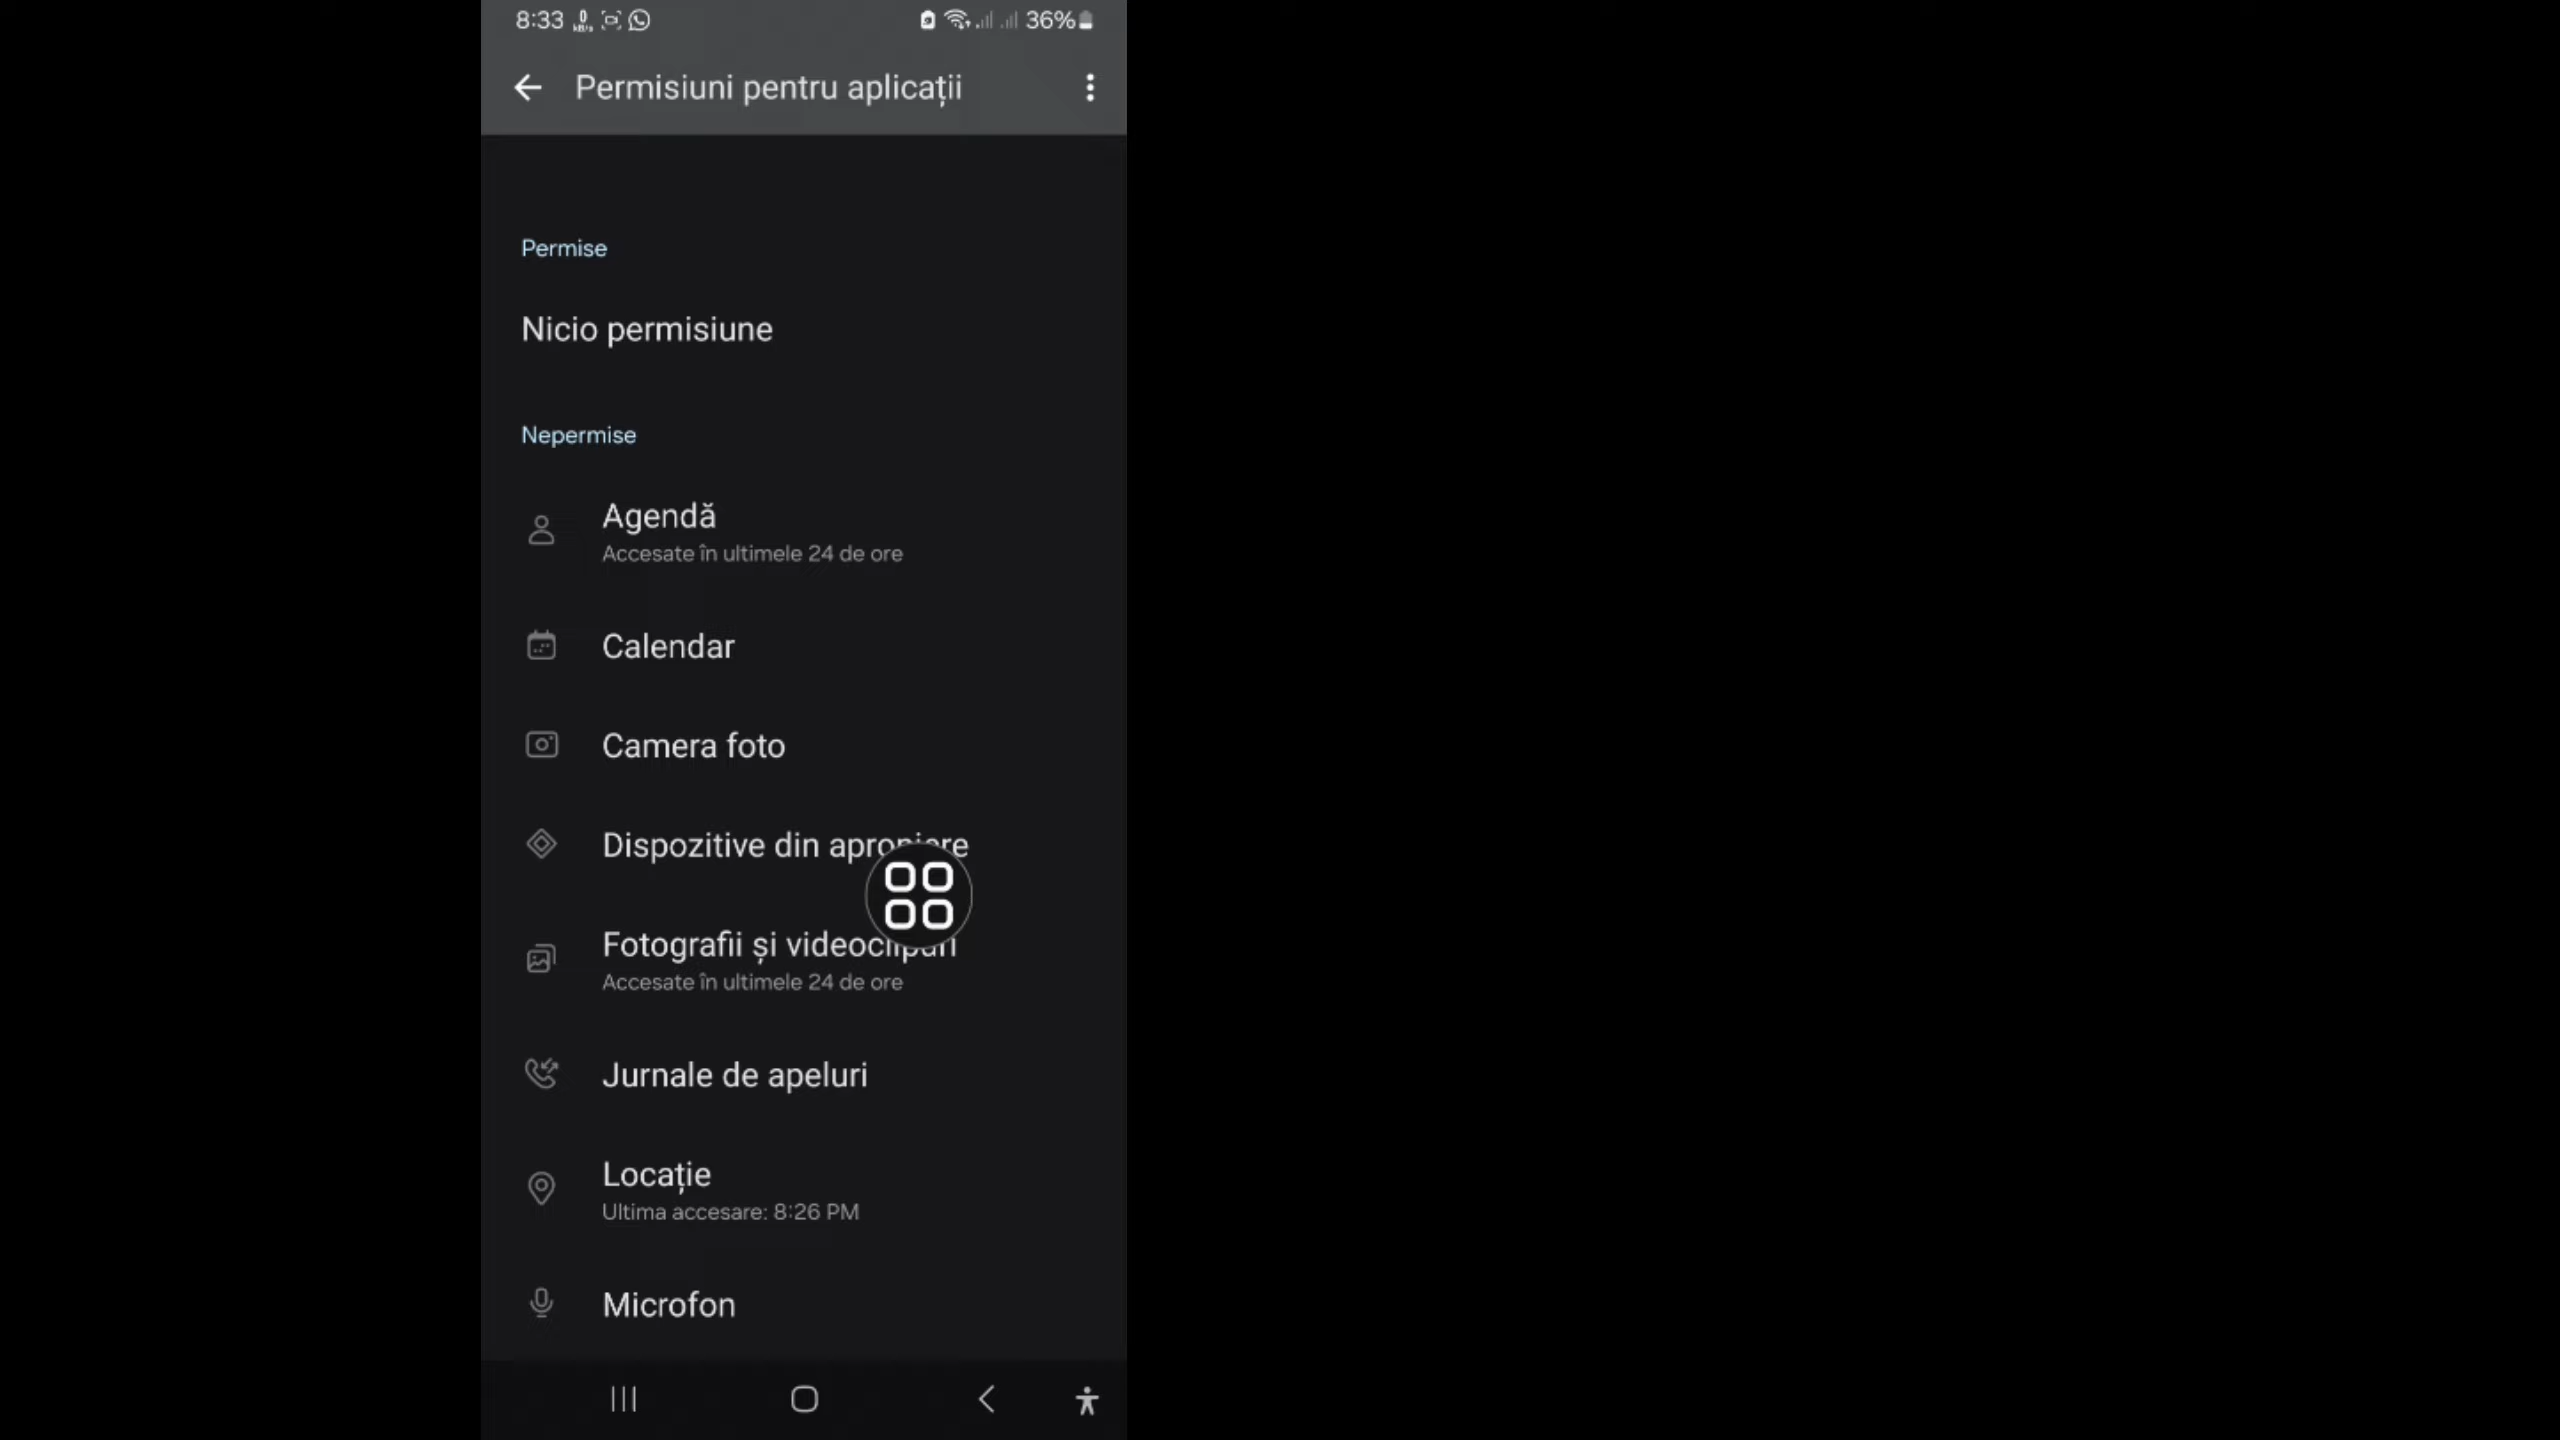 8:33 36%
Permisiuni pentru aplicații
Permise
Nicio permisiune
Nepermise
Agendă
Accesate în ultimele 24 de ore
Calendar
Camera foto
Dispozitive din apropiere
Fotografii și videoclipuri
Accesate în ultimele 24 de ore
Jurnale de apeluri
Locație
Ultima accesare: 8:26 PM
Microfon